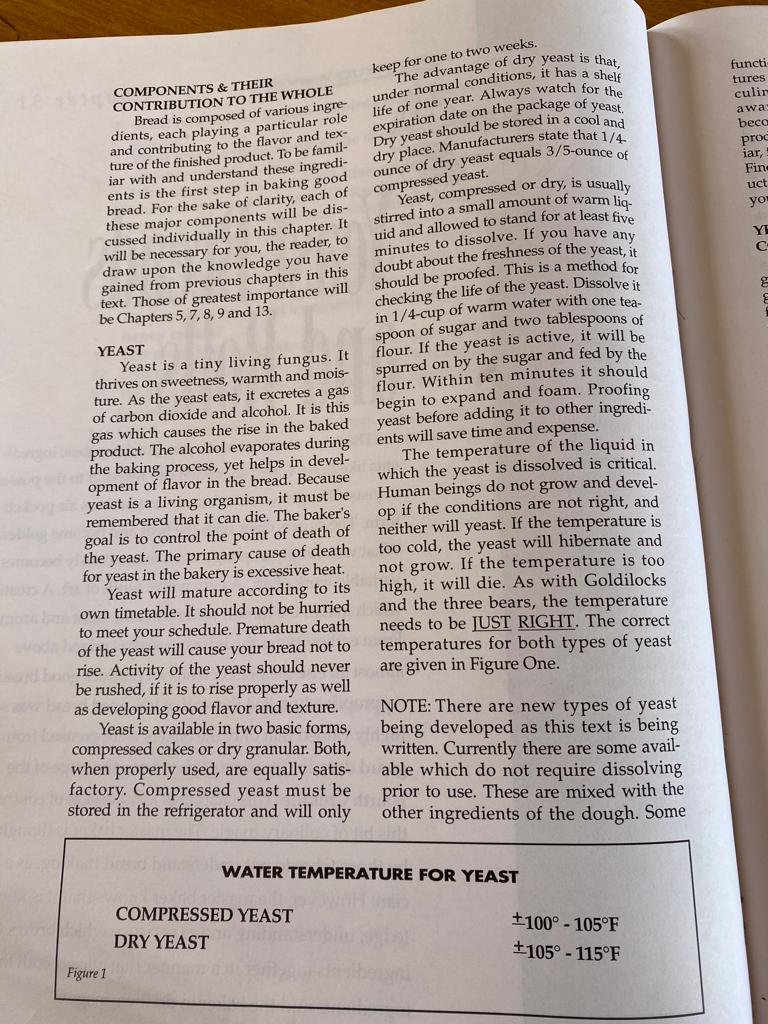 COMPONENTS & THEIR
CONTRIBUTION TO THE WHOLE
Bread is composed of various ingre-
dients, each playing a particular role
and contributing to the flavor and tex-
ture of the finished product. To be famil-
iar with and understand these ingredi-
ents is the first step in baking good
bread. For the sake of clarity, each of
these major components will be dis-
cussed individually in this chapter. It
will be necessary for you, the reader, to
draw upon the knowledge you have
gained from previous chapters in this
text. Those of greatest importance will
be Chapters 5, 7, 8, 9 and 13.
YEAST
Yeast is a tiny living fungus. It
thrives on sweetness, warmth and mois-
ture. As the yeast eats, it excretes a gas
of carbon dioxide and alcohol. It is this
gas which causes the rise in the baked
product. The alcohol evaporates during
the baking process, yet helps in devel-
opment of flavor in the bread. Because
yeast is a living organism, it must be
remembered that it can die. The baker's
goal is to control the point of death of
the yeast. The primary cause of death
for yeast in the bakery is excessive heat.
Yeast will mature according to its
own timetable. It should not be hurried
to meet your schedule. Premature death
of the yeast will cause your bread not to
rise. Activity of the yeast should never
be rushed, if it is to rise properly as well
as developing good flavor and texture.
Yeast is available in two basic forms,
compressed cakes or dry granular. Both,
when properly used, are equally satis-
factory. Compressed yeast must be
stored in the refrigerator and will only
keep for one to two weeks.
The advantage of dry yeast is that,
under normal conditions, it has a shelf
life of one year. Always watch for the
expiration date on the package of yeast.
Dry yeast should be stored in a cool and
dry place. Manufacturers state that 1/4-
ounce of dry yeast equals 3/5-ounce of
compressed yeast.
Yeast, compressed or dry, is usually
stirred into a small amount of warm liq-
uid and allowed to stand for at least five
minutes to dissolve. If you have any
doubt about the freshness of the yeast, it
should be proofed. This is a method for
checking the life of the yeast. Dissolve it
in 1/4-cup of warm water with one tea-
spoon of sugar and two tablespoons of
flour. If the yeast is active, it will be
spurred on by the sugar and fed by the
flour. Within ten minutes it should
begin to expand and foam. Proofing
yeast before adding it to other ingredi-
ents will save time and expense.
The temperature of the liquid in
which the yeast is dissolved is critical.
Human beings do not grow and devel-
op if the conditions are not right, and
neither will yeast. If the temperature is
too cold, the yeast will hibernate and
not grow. If the temperature is too
high, it will die. As with Goldilocks
and the three bears, the temperature
needs to be JUST RIGHT. The correct
temperatures for both types of yeast
are given in Figure One.
NOTE: There are new types of yeast
being developed as this text is being
written. Currently there are some avail-
able which do not require dissolving
prior to use. These are mixed with the
other ingredients of the dough. Some
WATER TEMPERATURE FOR YEAST
COMPRESSED YEAST ±100° - 105°F
DRY YEAST ±105° - 115°F
Figure 1
functi
tures
culin
awa
beco
prod
iar,
Fin
uct
yo